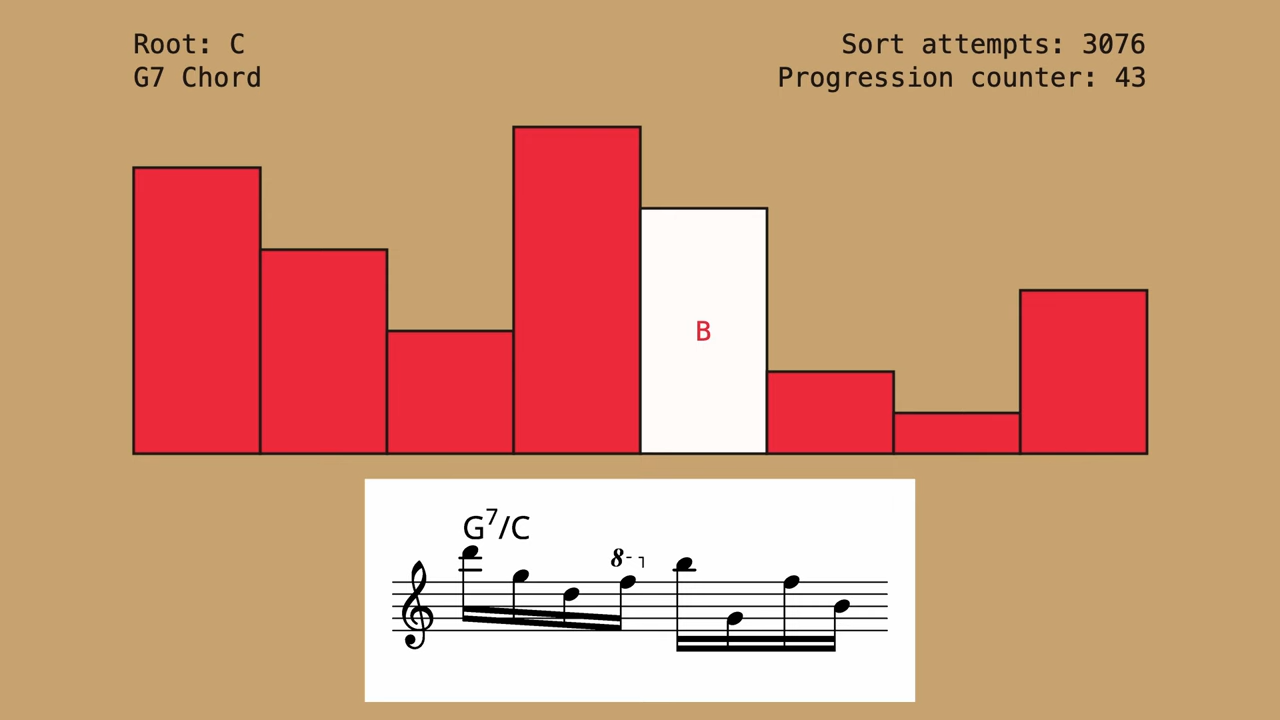 Root: C
G7 Chord
Sort attempts: 3076
Progression counter: 43
B
G7/C
8